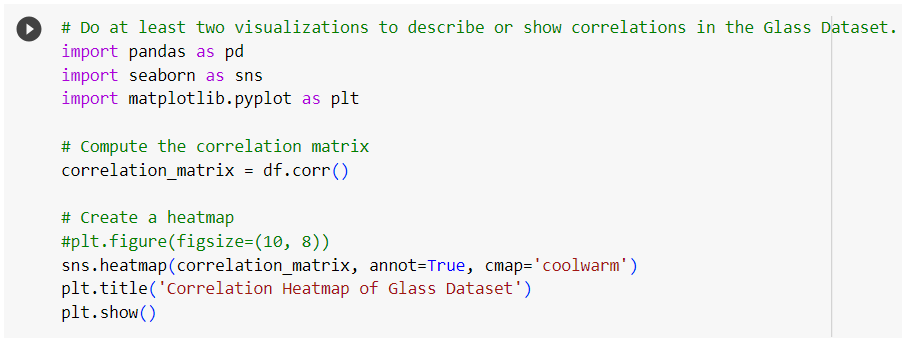 # Do at least two visualizations to describe or show correlations in the Glass Dataset.
import pandas as pd
import seaborn as sns
import matplotlib.pyplot as plt

# Compute the correlation matrix
correlation_matrix = df.corr()

# Create a heatmap
#plt.figure(figsize=(10, 8))
sns.heatmap(correlation_matrix, annot=True, cmap='coolwarm')
plt.title('Correlation Heatmap of Glass Dataset')
plt.show()